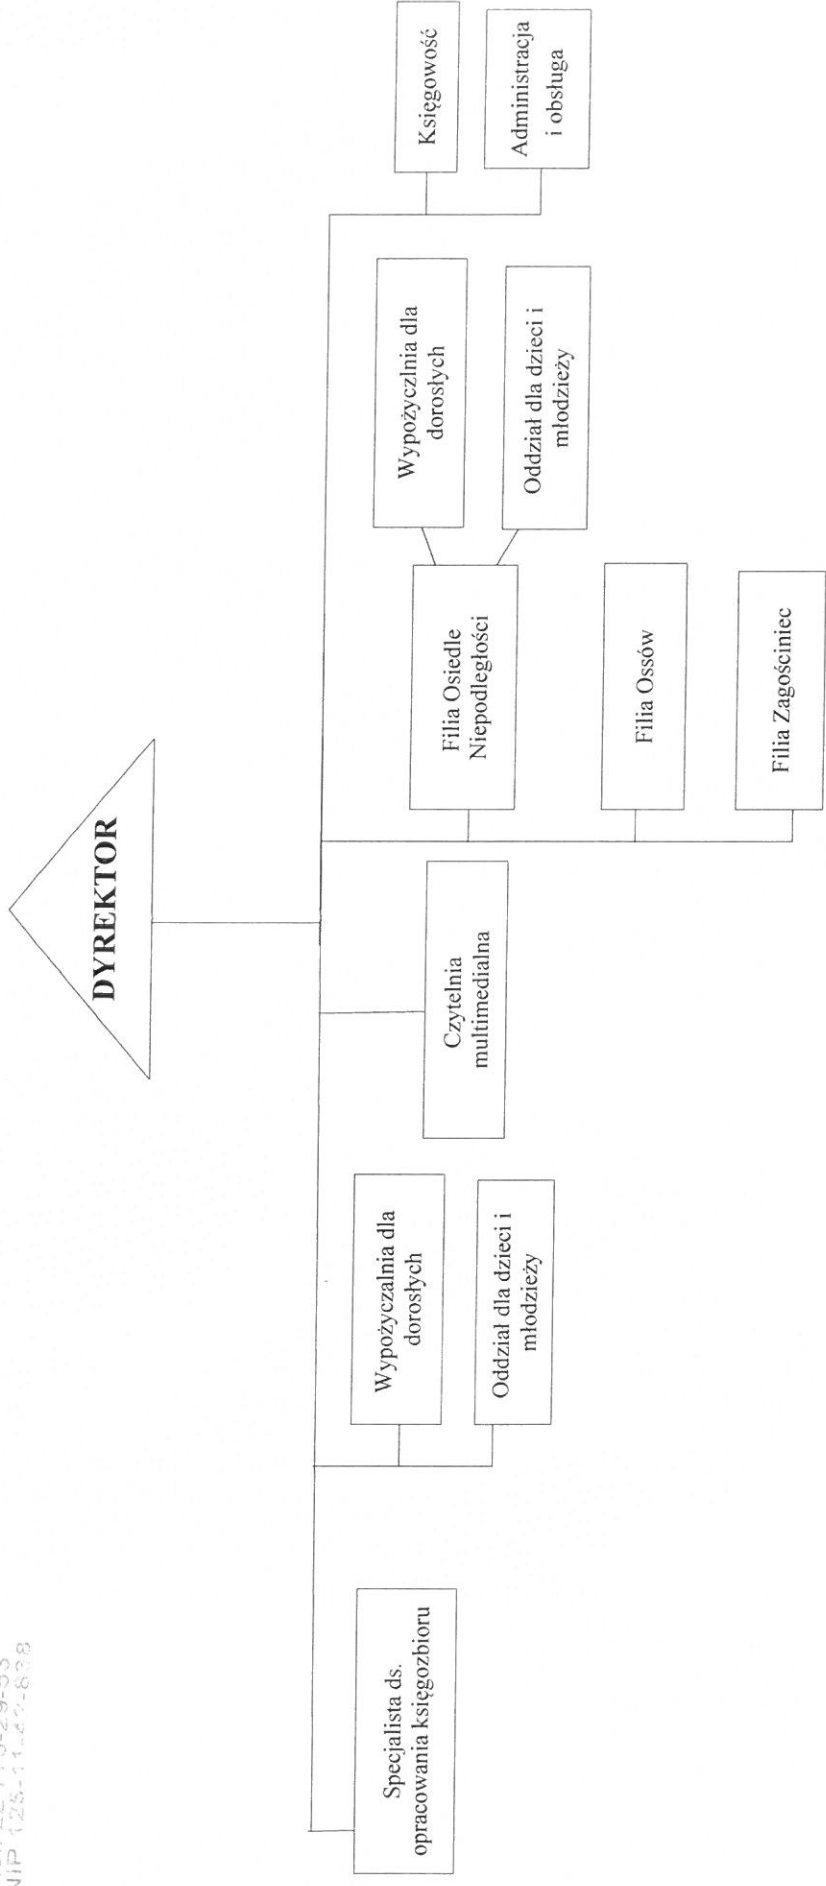 DYREKTOR
Specjalista ds.
opracowania księgozbioru
Wypożyczalnia dla
dorosłych
Oddział dla dzieci i
młodzieży
Czytelnia
multimedialna
Filia Osiedle
Niepodległości
Wypożyczlnia dla
dorosłych
Oddział dla dzieci i
młodzieży
Filia Ossów
Filia Zagościniec
Księgowość
Administracja
i obsługa